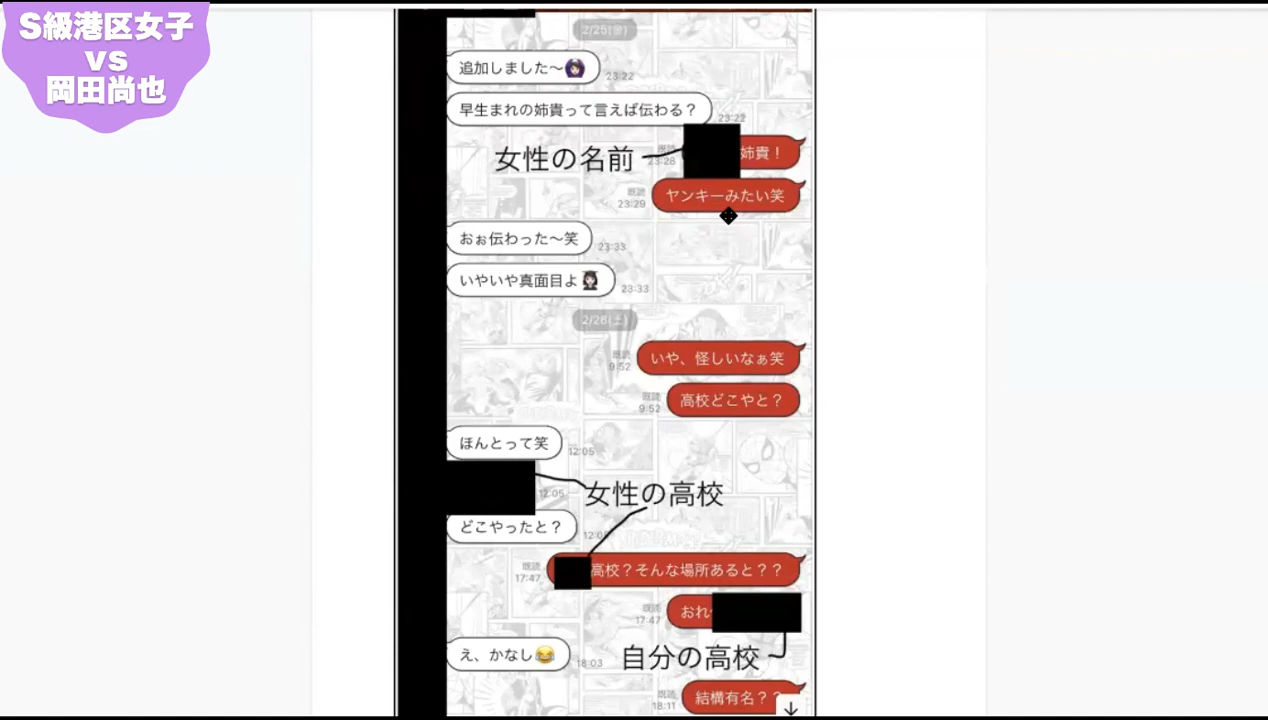 S級港区女子
vs
岡田尚也
2/25(金)
追加しました〜
23:22
早生まれの姉貴って言えば伝わる？
23:22
姉貴！
女性の名前
23:28
ヤンキーみたい笑
既読
23:29
おぉ伝わった〜笑
23:33
いやいや真面目よ
23:33
2/26(土)
いや、怪しいなぁ笑
既読
9:52
高校どこやと？
既読
9:52
ほんとって笑
12:05
12:05
女性の高校
どこやったと？
高校？そんな場所あると？？
既読
17:47
おれ
既読
17:47
え、かなし😂
18:03
自分の高校
結構有名？？
既読
18:11